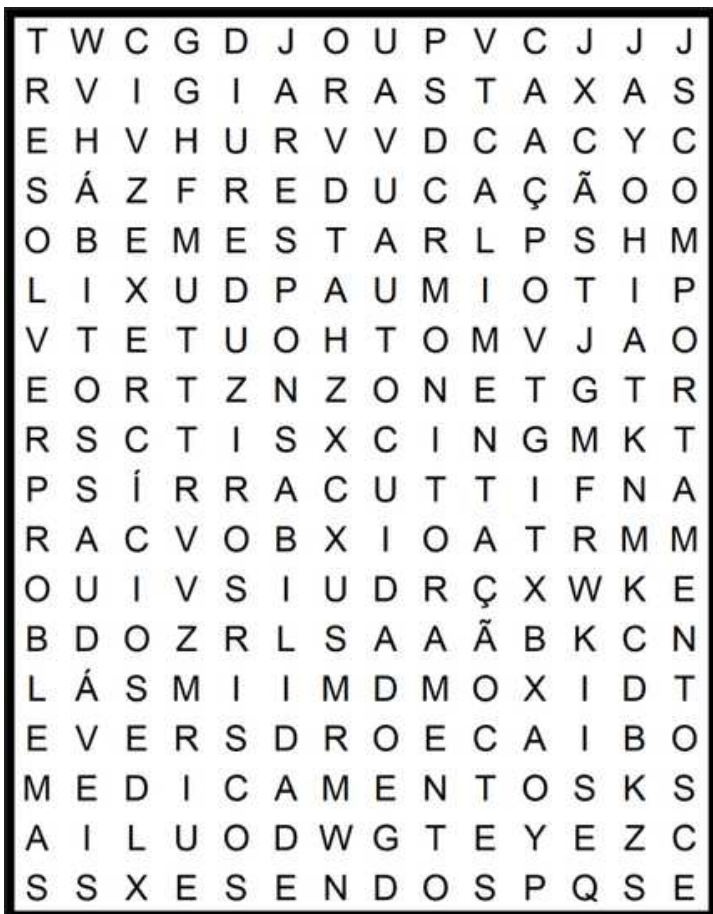 T W C G D J O U P V C J J J
R V I G I A R A S T A X A S
E H V H U R V V D C A C Y C
S Á Z F R E D U C A Ç Ã O O
O B E M E S T A R L P S H M
L I X U D P A U M I O T I P
V T E T U O H T O M V J A O
E O R T Z N Z O N E T G T R
R S C T I S X C I N G M K T
P S Í R R A C U T T I F N A
R A C V O B X I O A T R M M
O U I V S I U D R Ç X W K E
B D O Z R L S A A Ã B K C N
L Á S M I I M D M O X I D T
E V E R S D R O E C A I B O
M E D I C A M E N T O S K S
A I L U O D W G T E Y E Z C
S S X E S E N D O S P Q S E